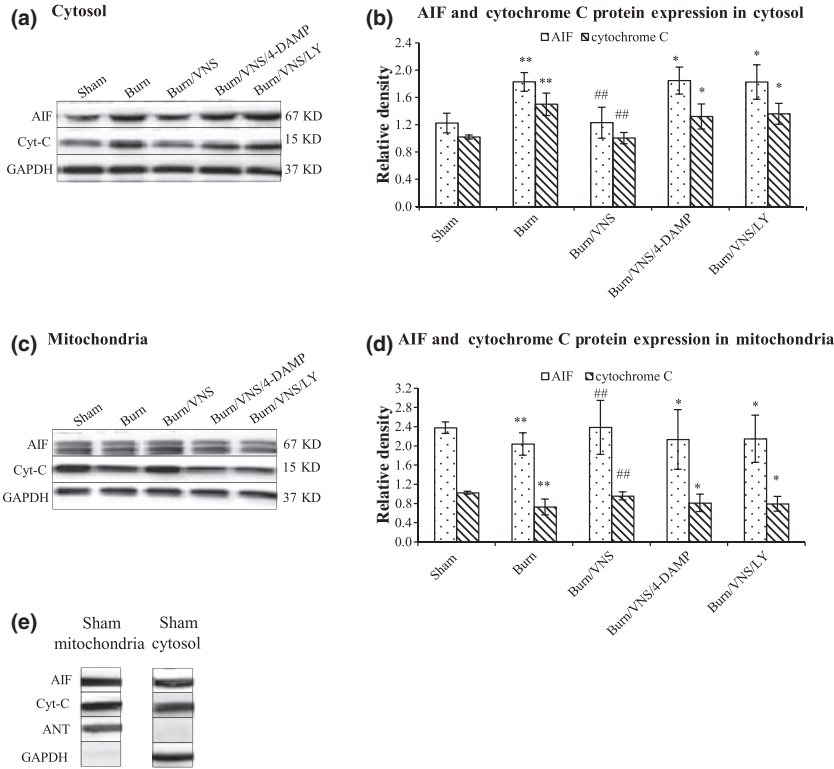 (a) Cytosol
Sham
Burn
Burn/VNS
Burn/VNS/4-DAMP
Burn/VNS/LY
AIF 67 KD
Cyt-C 15 KD
GAPDH 37 KD
(b) AIF and cytochrome C protein expression in cytosol
AIF cytochrome C
Relative density
2.4
1.8
1.2
0.6
0.0
** ** ## ## * * * *
Sham
Burn
Burn/VNS
Burn/VNS/4-DAMP
Burn/VNS/LY
(c) Mitochondria
Sham
Burn
Burn/VNS
Burn/VNS/4-DAMP
Burn/VNS/LY
AIF 67 KD
Cyt-C 15 KD
GAPDH 37 KD
(d) AIF and cytochrome C protein expression in mitochondria
AIF cytochrome C
Relative density
3.2
2.8
2.4
2.0
1.6
1.2
0.8
0.4
0.0
** ** ## ## * * * *
Sham
Burn
Burn/VNS
Burn/VNS/4-DAMP
Burn/VNS/LY
(e)
Sham mitochondria
Sham cytosol
AIF
Cyt-C
ANT
GAPDH